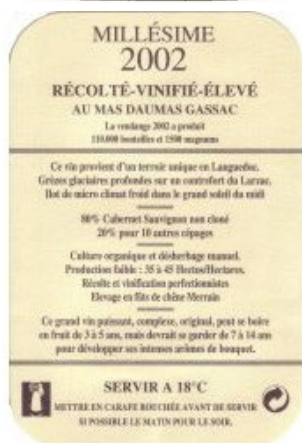 MILLÉSIME
2002
RÉCOLTÉ-VINIFIÉ-ÉLEVÉ
AU MAS DAUMAS GASSAC
La vendange 2002 a produit
110.000 bouteilles et 1500 magnums
Ce vin provient d'un terroir unique en Languedoc.
Grèzes glaciaires profondes sur un contrefort du Larzac.
Ilot de micro climat froid dans le grand soleil du midi
80% Cabernet Sauvignon non cloné
20% pour 10 autres cépages
Culture organique et désherbage manuel.
Production faible : 35 à 45 Hectos/Hectares.
Récolte et vinification perfectionnistes
Elevage en fûts de chêne Merrain
Ce grand vin puissant, complexe, original, peut se boire
en fruit de 3 à 5 ans, mais devrait se garder de 7 à 14 ans
pour développer ses intenses arômes de bouquet.
SERVIR A 18°C
METTRE EN CARAFE BOUCHÉE AVANT DE SERVIR
SI POSSIBLE LE MATIN POUR LE SOIR.